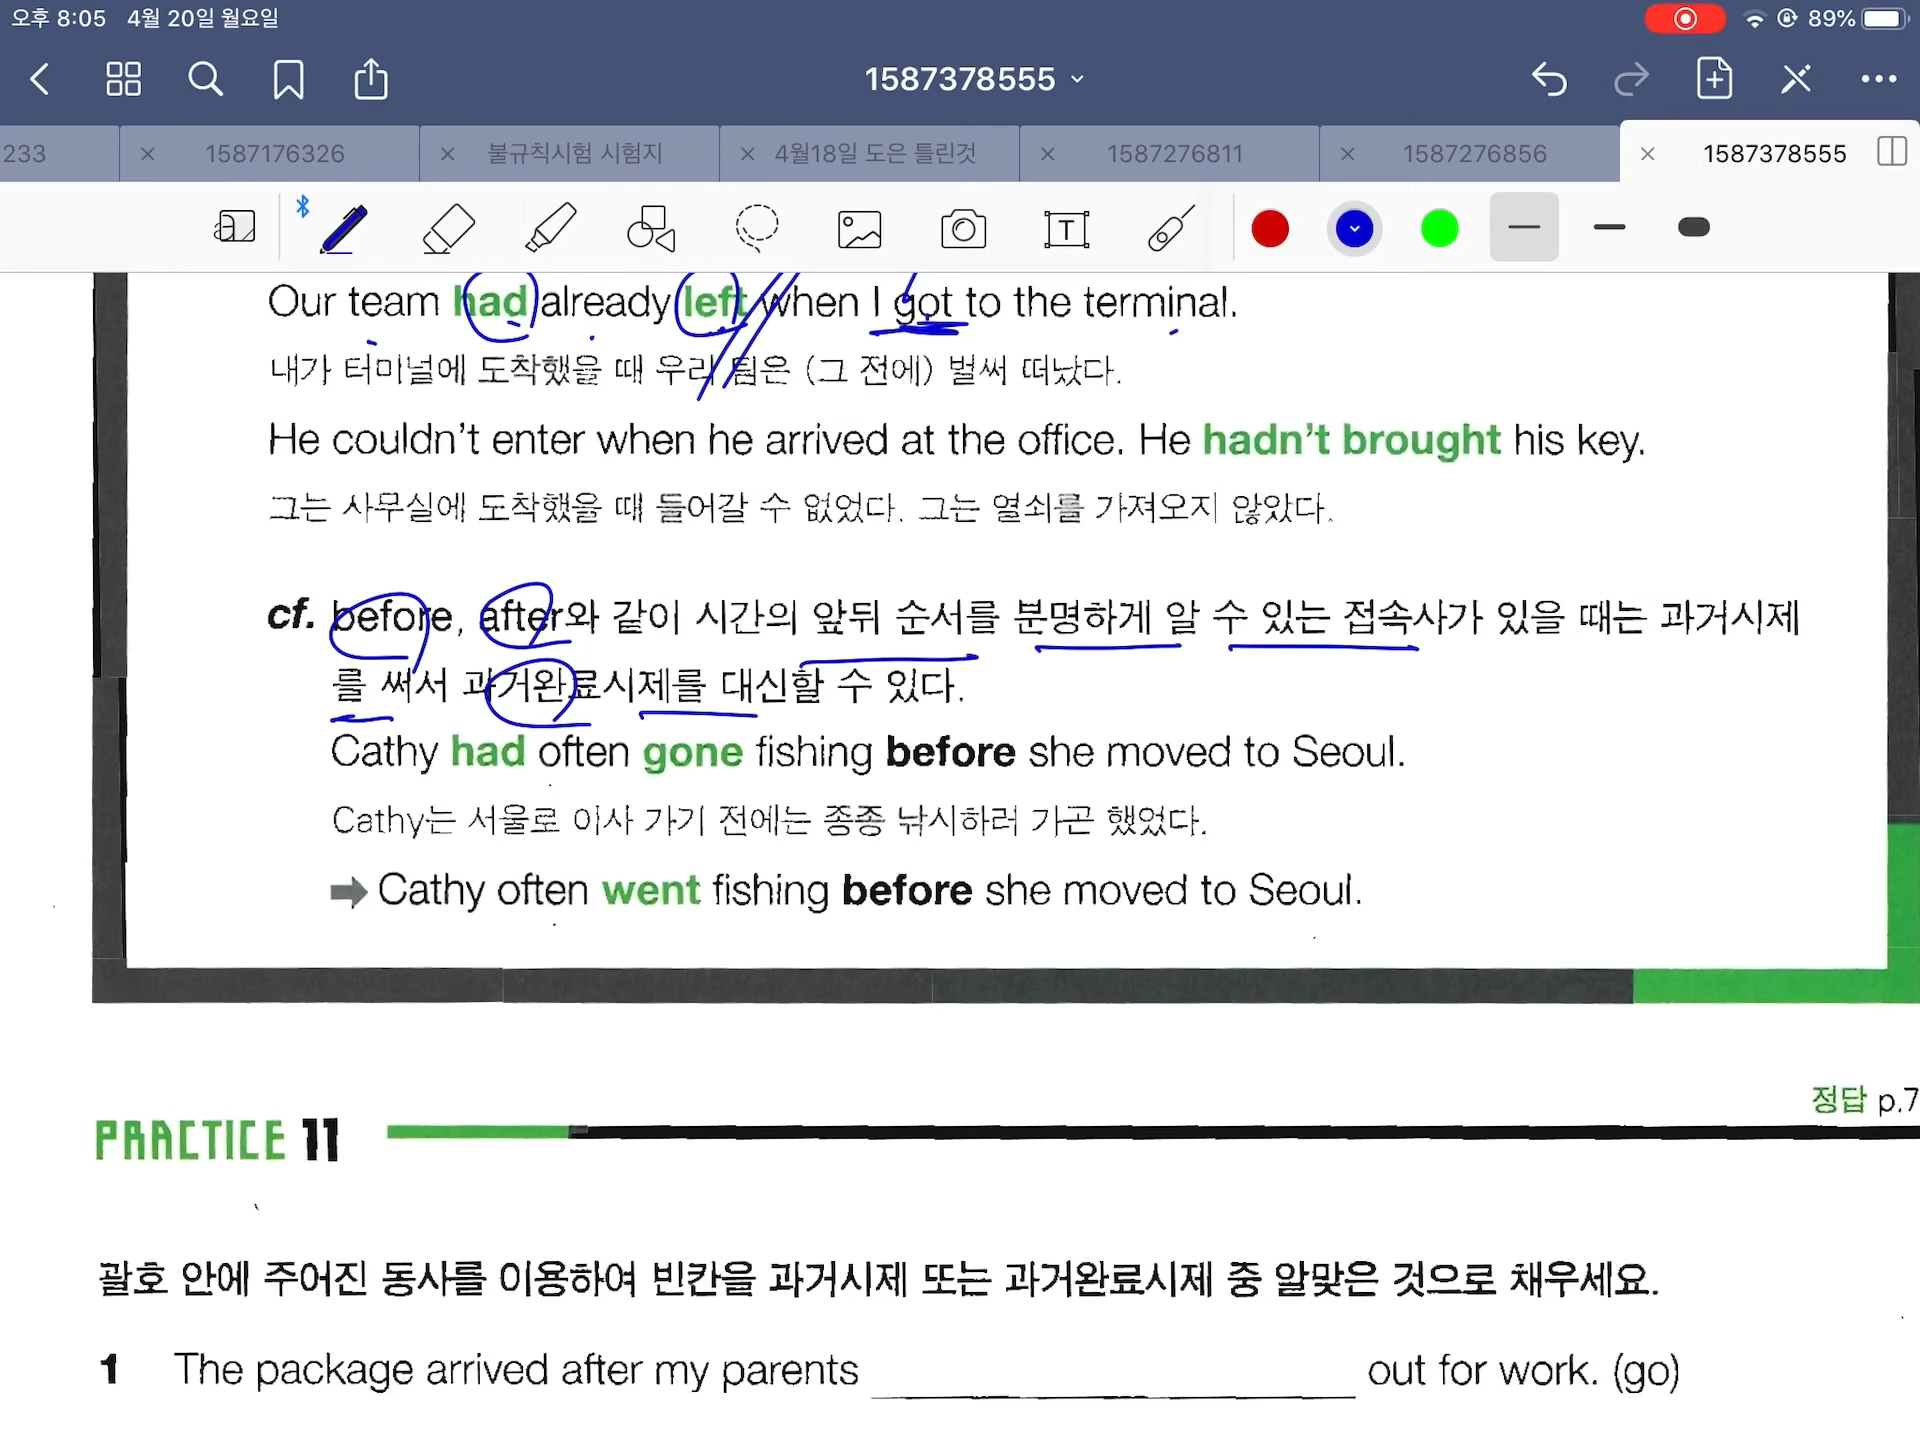 오후 8:05 4월 20일 월요일 89%
1587378555
233 1587176326 불규칙시험 시험지 4월18일 도은 틀린것 1587276811 1587276856 1587378555
Our team had already left when I got to the terminal.
내가 터미널에 도착했을 때 우리 팀은 (그 전에) 벌써 떠났다.
He couldn't enter when he arrived at the office. He hadn't brought his key.
그는 사무실에 도착했을 때 들어갈 수 없었다. 그는 열쇠를 가져오지 않았다.
cf. before, after와 같이 시간의 앞뒤 순서를 분명하게 알 수 있는 접속사가 있을 때는 과거시제
를 써서 과거완료시제를 대신할 수 있다.
Cathy had often gone fishing before she moved to Seoul.
Cathy는 서울로 이사 가기 전에는 종종 낚시하러 가곤 했었다.
➡ Cathy often went fishing before she moved to Seoul.
정답 p.7
PRACTICE 11
괄호 안에 주어진 동사를 이용하여 빈칸을 과거시제 또는 과거완료시제 중 알맞은 것으로 채우세요.
1 The package arrived after my parents ____________ out for work. (go)